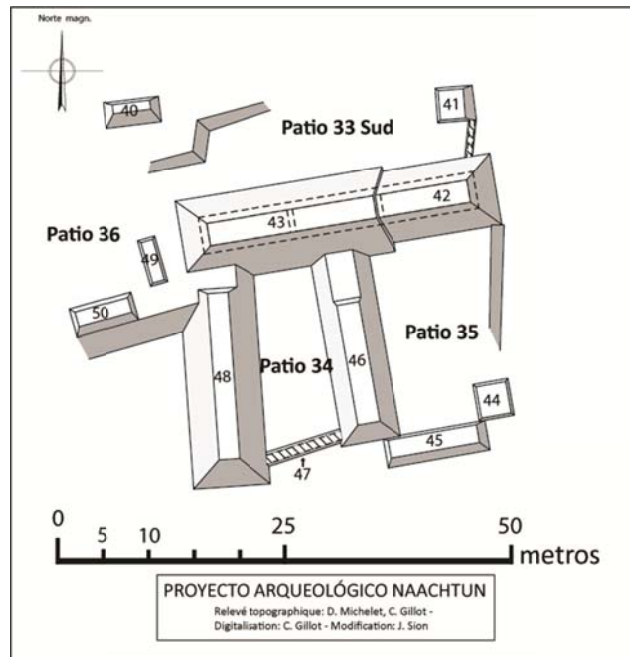 Norte magn.
40
41
Patio 33 Sud
42
43
Patio 36
49
50
Patio 35
Patio 34
46
48
44
45
47
0
5
10
25
50
metros
PROYECTO ARQUEOLÓGICO NAACHTUN
Relevé topographique: D. Michelet, C. Gillot -
Digitalisation: C. Gillot - Modification: J. Sion